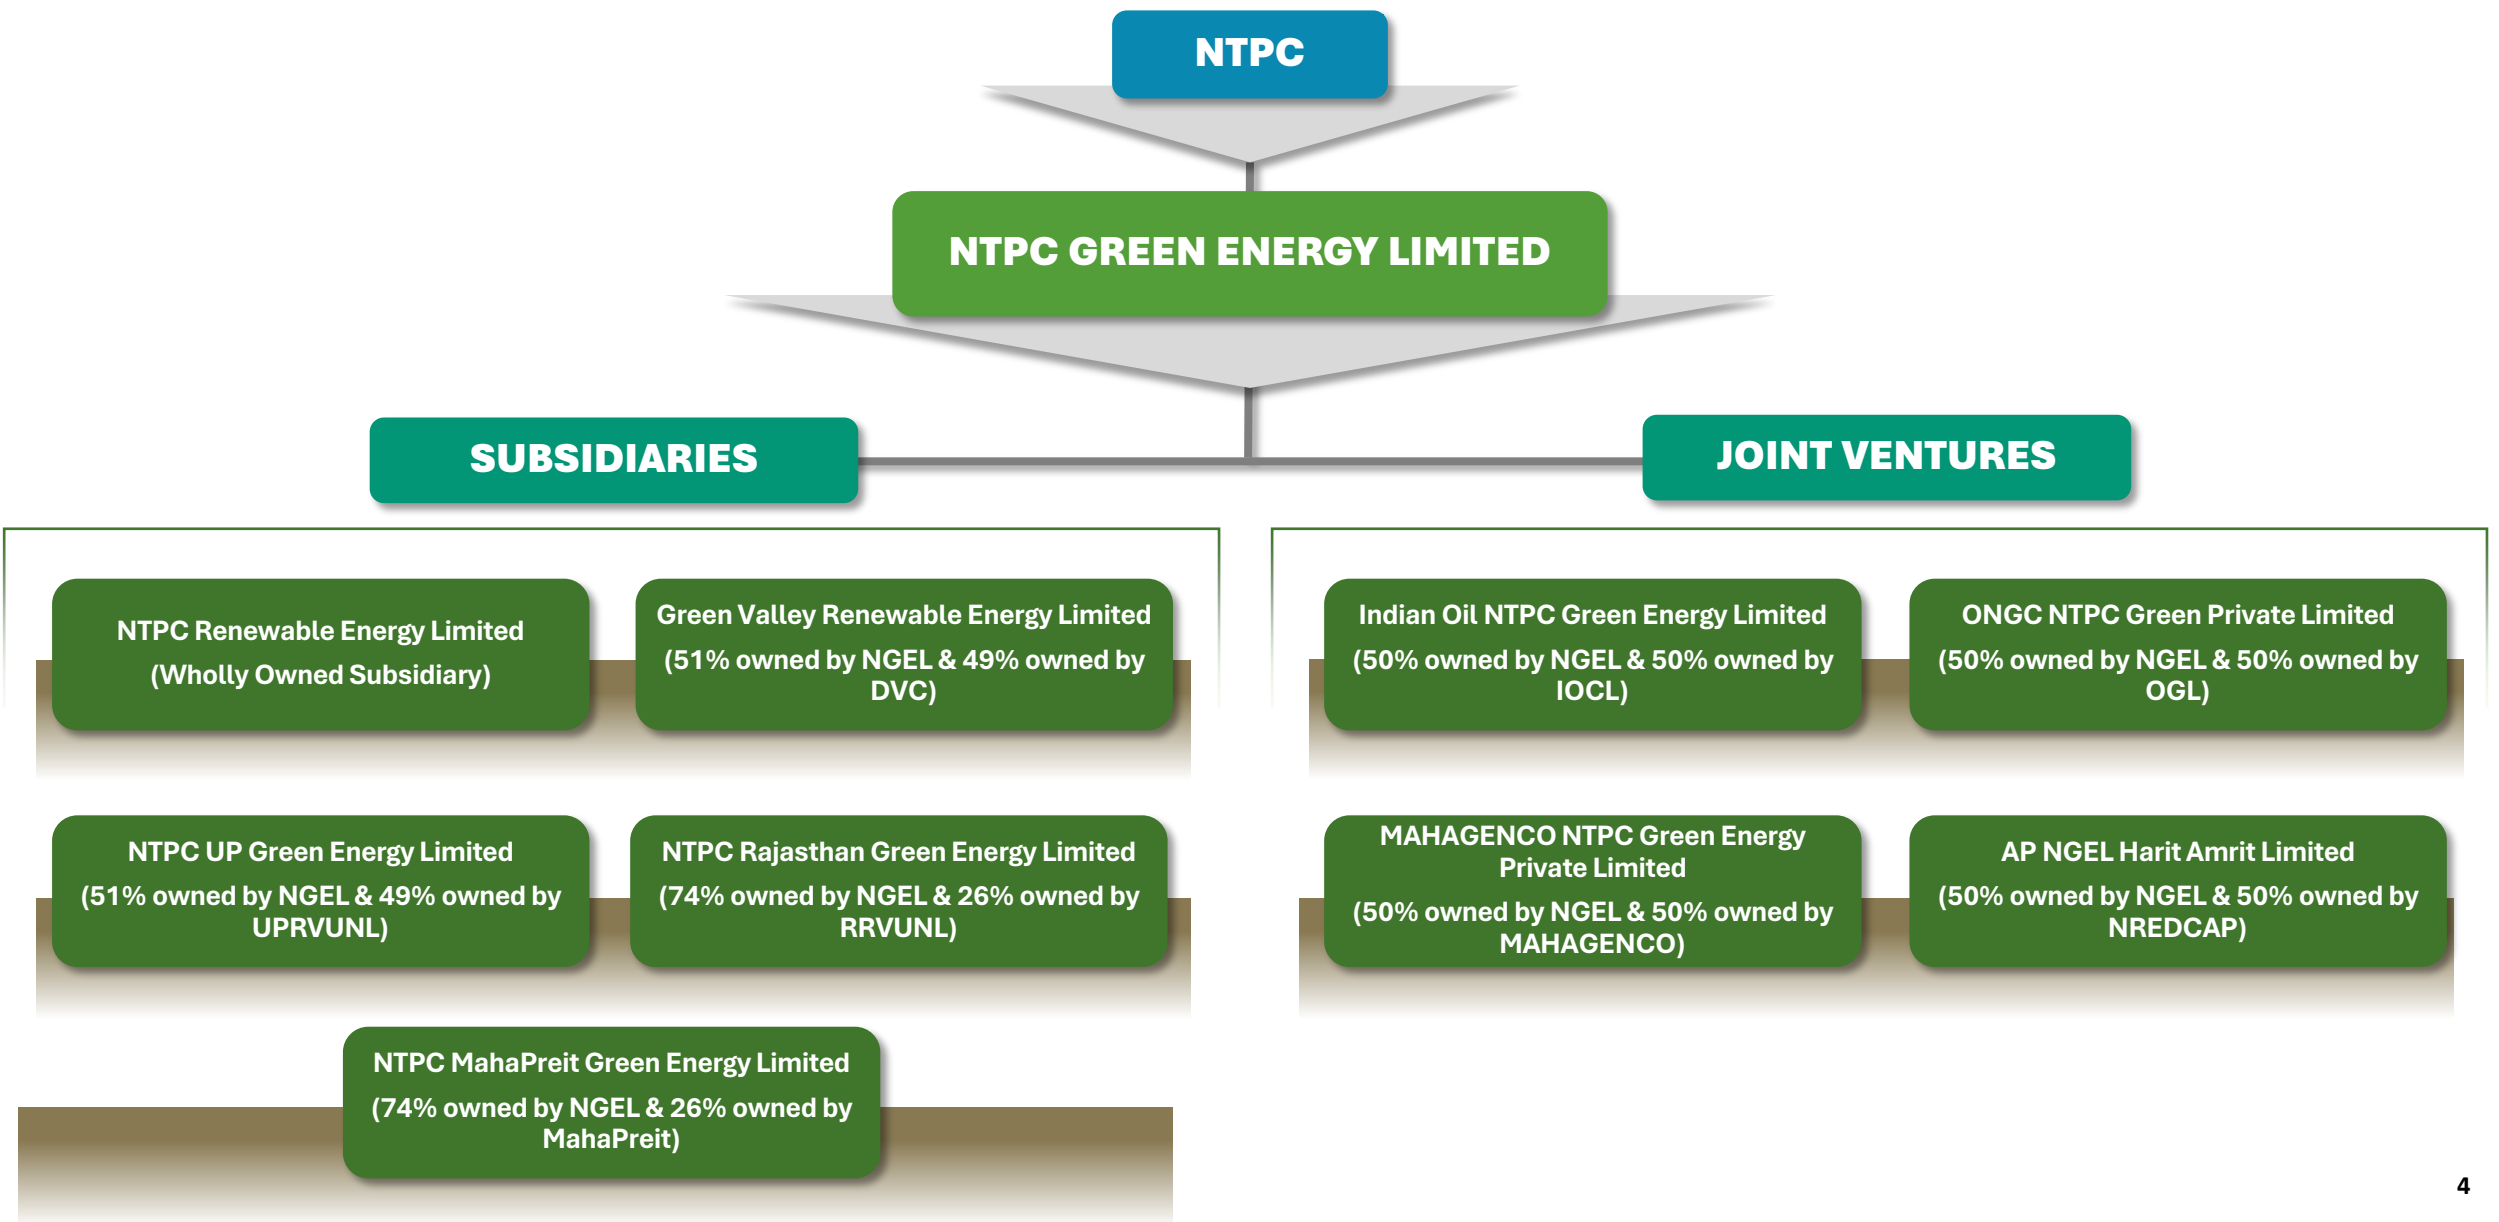 NTPC
NTPC GREEN ENERGY LIMITED
SUBSIDIARIES
JOINT VENTURES
NTPC Renewable Energy Limited
(Wholly Owned Subsidiary)
Green Valley Renewable Energy Limited
(51% owned by NGEL & 49% owned by
DVC)
NTPC UP Green Energy Limited
(51% owned by NGEL & 49% owned by
UPRVUNL)
NTPC Rajasthan Green Energy Limited
(74% owned by NGEL & 26% owned by
RRVUNL)
NTPC MahaPreit Green Energy Limited
(74% owned by NGEL & 26% owned by
MahaPreit)
Indian Oil NTPC Green Energy Limited
(50% owned by NGEL & 50% owned by
IOCL)
ONGC NTPC Green Private Limited
(50% owned by NGEL & 50% owned by
OGL)
MAHAGENCO NTPC Green Energy
Private Limited
(50% owned by NGEL & 50% owned by
MAHAGENCO)
AP NGEL Harit Amrit Limited
(50% owned by NGEL & 50% owned by
NREDCAP)
4